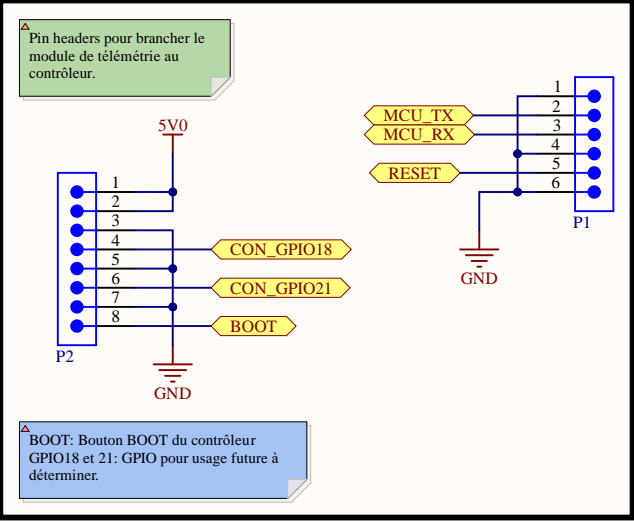 Pin headers pour brancher le
module de télémétrie au
contrôleur.
5V0
1
2
3
4
5
6
7
8
CON_GPIO18
CON_GPIO21
BOOT
P2
GND
MCU_TX
MCU_RX
RESET
1
2
3
4
5
6
P1
GND
BOOT: Bouton BOOT du contrôleur
GPIO18 et 21: GPIO pour usage future à
déterminer.